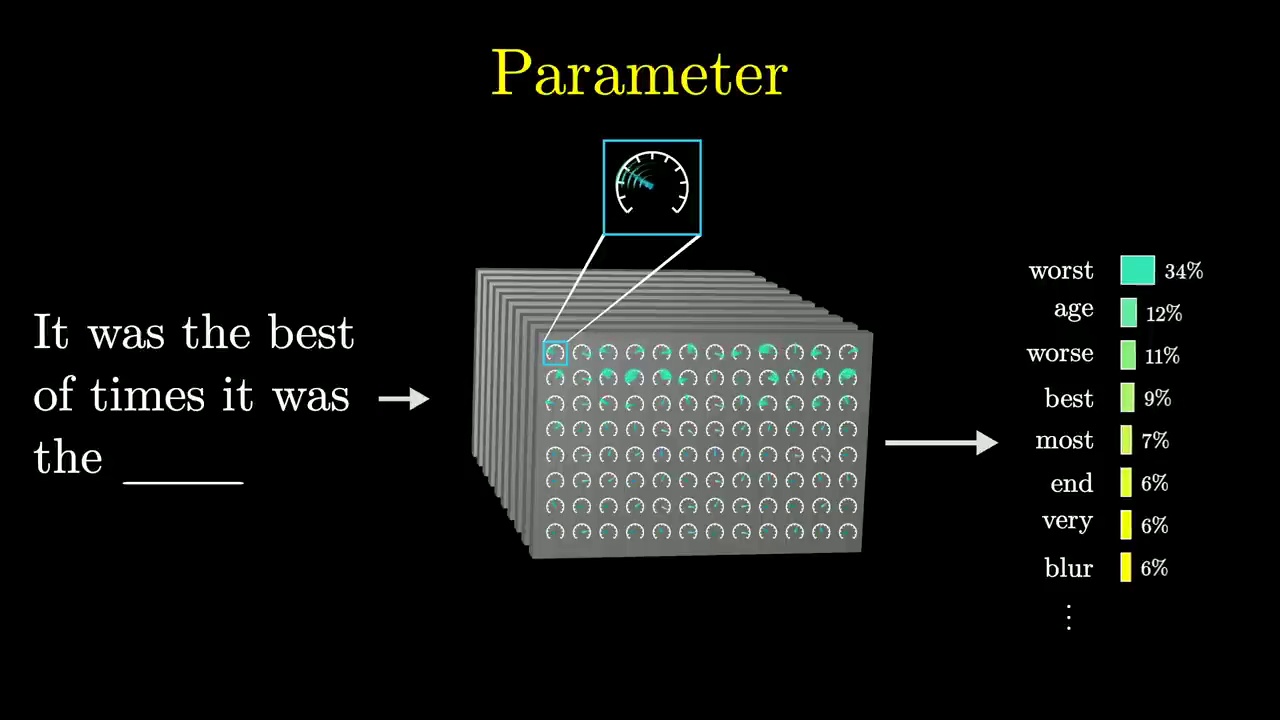 Parameter
It was the best
of times it was
the _____
worst 34%
age 12%
worse 11%
best 9%
most 7%
end 6%
very 6%
blur 6%
⋮